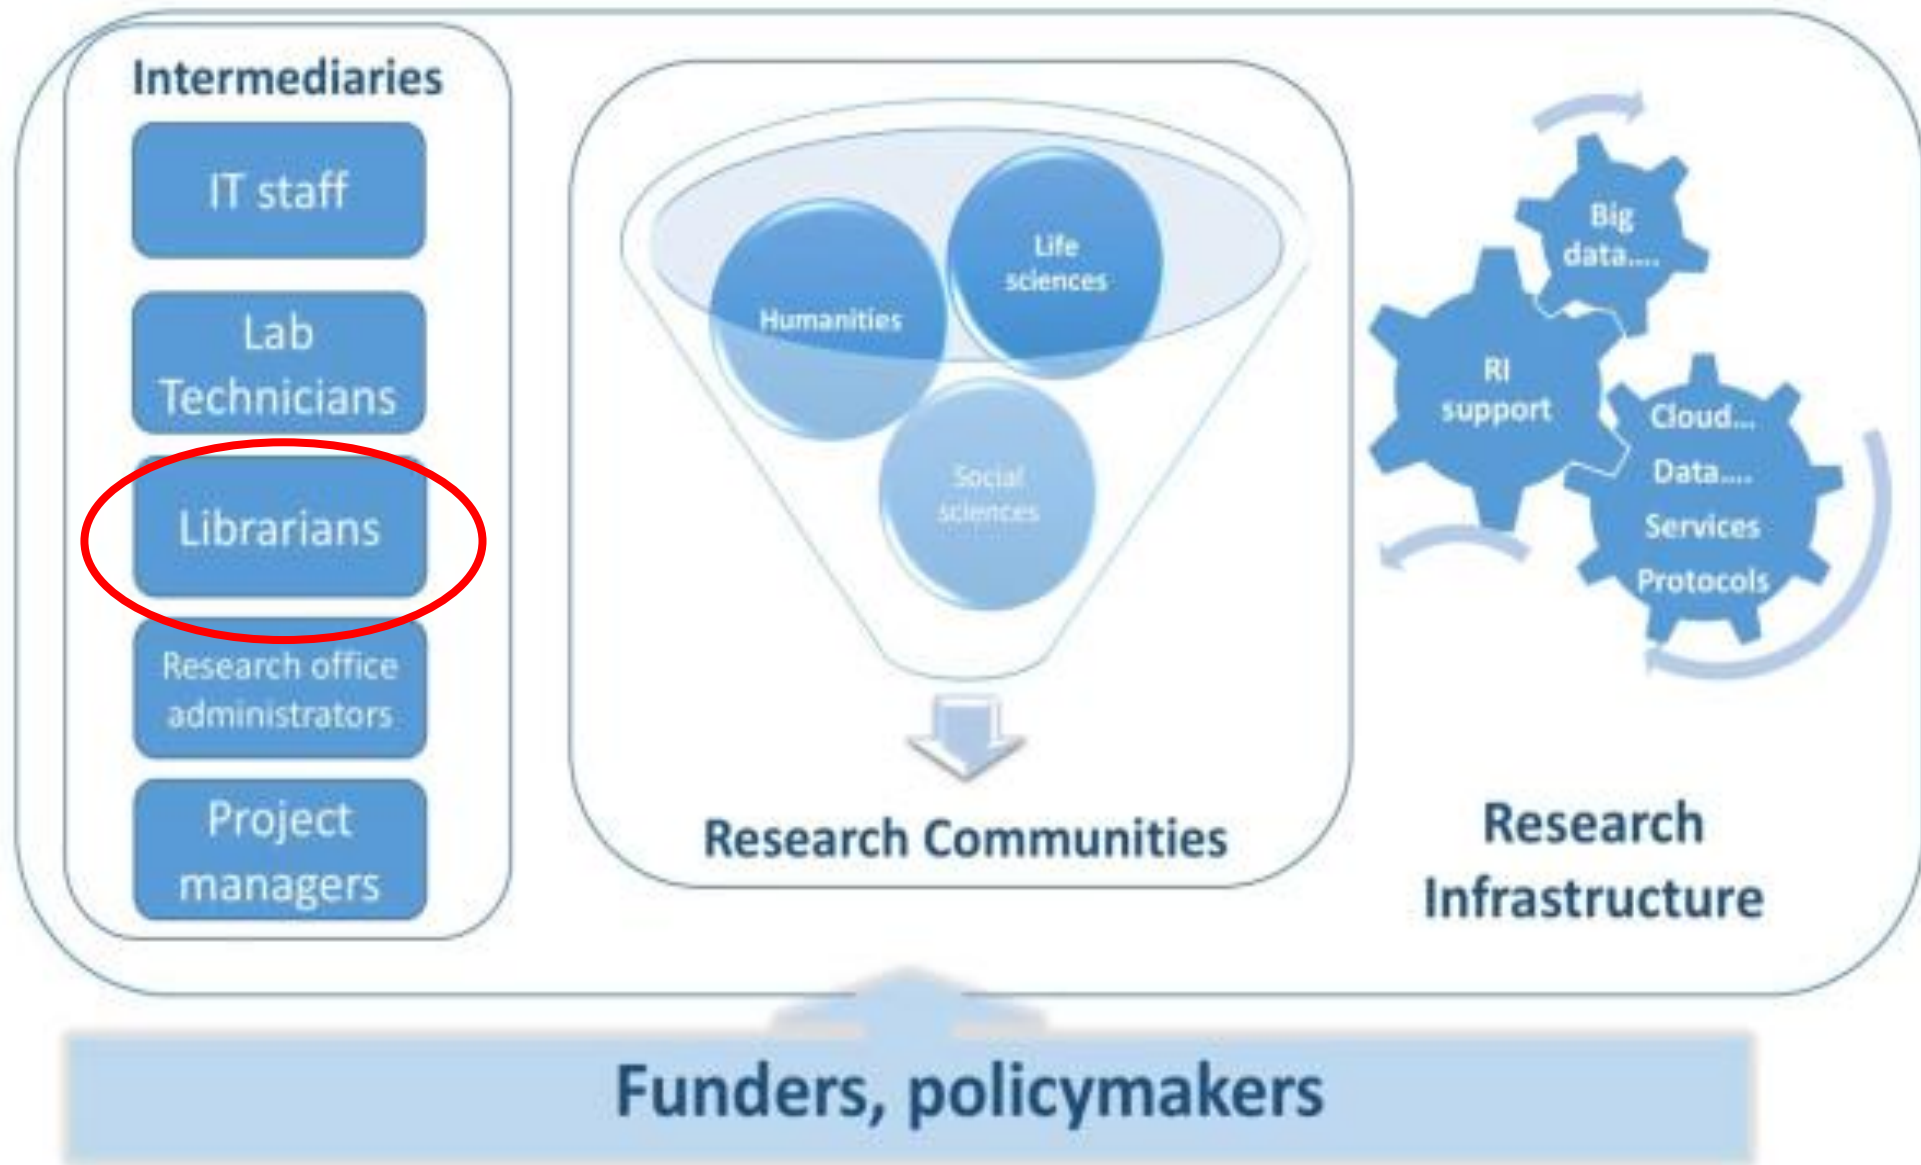 Intermediaries
IT staff
Lab
Technicians
Librarians
Research office
administrators
Project
managers
Humanities
Life
sciences
Social
sciences
Research Communities
Big
data....
RI
support
Cloud...
Data....
Services
Protocols
Research
Infrastructure
Funders, policymakers